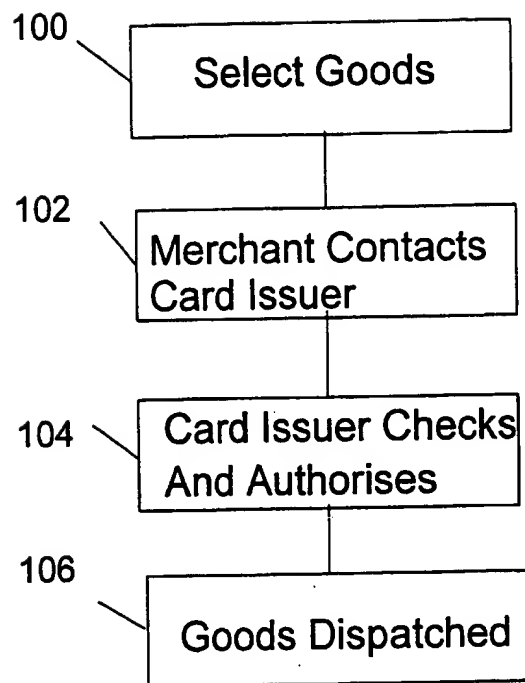 100
Select Goods
102
Merchant Contacts
Card Issuer
104
Card Issuer Checks
And Authorises
106
Goods Dispatched